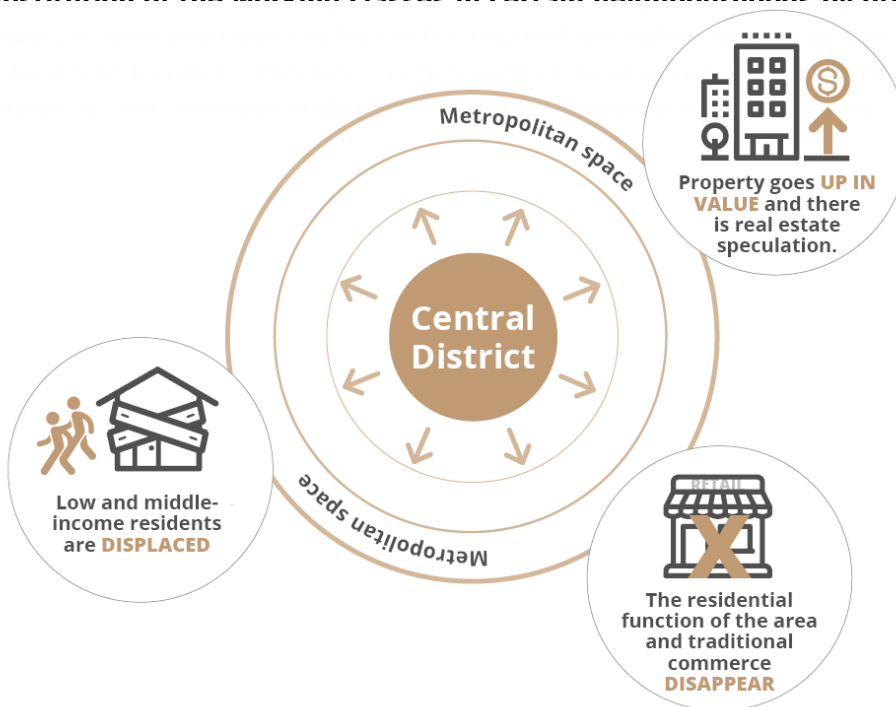 Metropolitan space
Property goes UP IN
VALUE and there
is real estate
speculation.
Central
District
Low and middle-
income residents
are DISPLACED
Metropolitan space
RETAIL
The residential
function of the area
and traditional
commerce
DISAPPEAR